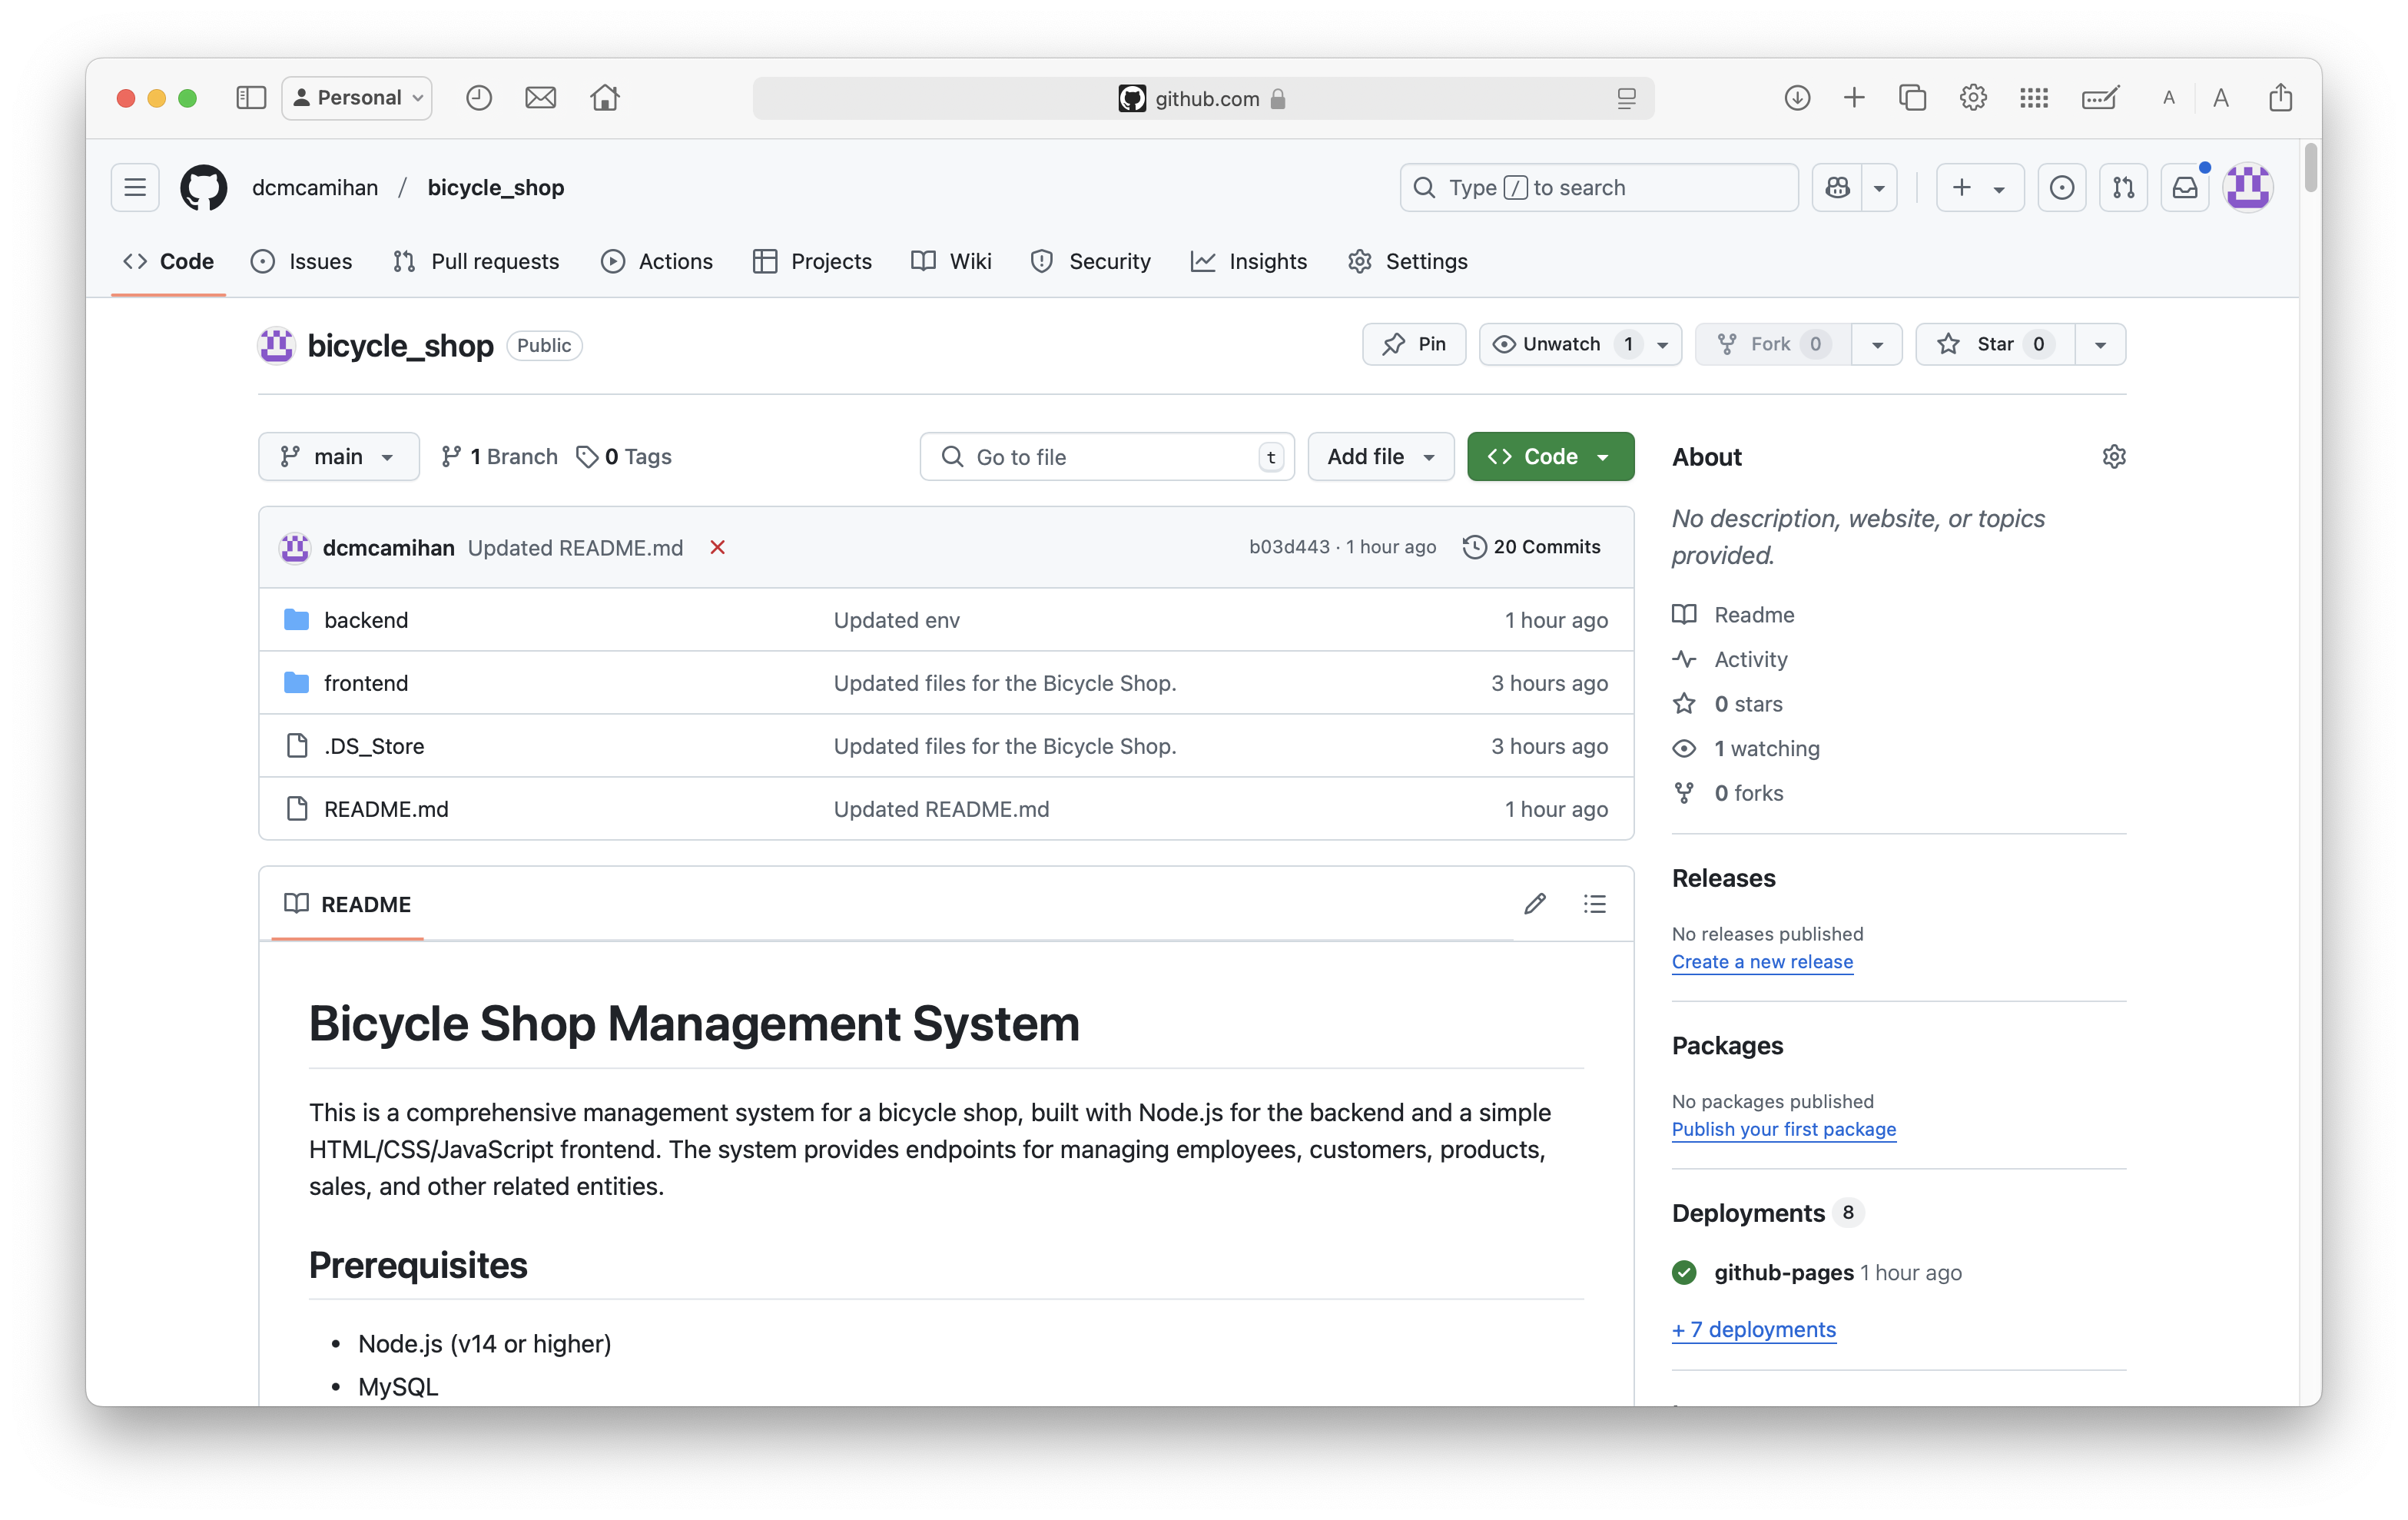 Personal
github.com
A A
dcmcamihan / bicycle_shop
Type / to search
Code Issues Pull requests Actions Projects Wiki Security Insights Settings
bicycle_shop Public
Pin Unwatch 1 Fork 0 Star 0
main 1 Branch 0 Tags
Go to file t Add file Code
dcmcamihan Updated README.md b03d443 · 1 hour ago 20 Commits
backend Updated env 1 hour ago
frontend Updated files for the Bicycle Shop. 3 hours ago
.DS_Store Updated files for the Bicycle Shop. 3 hours ago
README.md Updated README.md 1 hour ago
README
Bicycle Shop Management System
This is a comprehensive management system for a bicycle shop, built with Node.js for the backend and a simple
HTML/CSS/JavaScript frontend. The system provides endpoints for managing employees, customers, products,
sales, and other related entities.
Prerequisites
• Node.js (v14 or higher)
• MySQL
About
No description, website, or topics
provided.
Readme
Activity
0 stars
1 watching
0 forks
Releases
No releases published
Create a new release
Packages
No packages published
Publish your first package
Deployments 8
github-pages 1 hour ago
+ 7 deployments